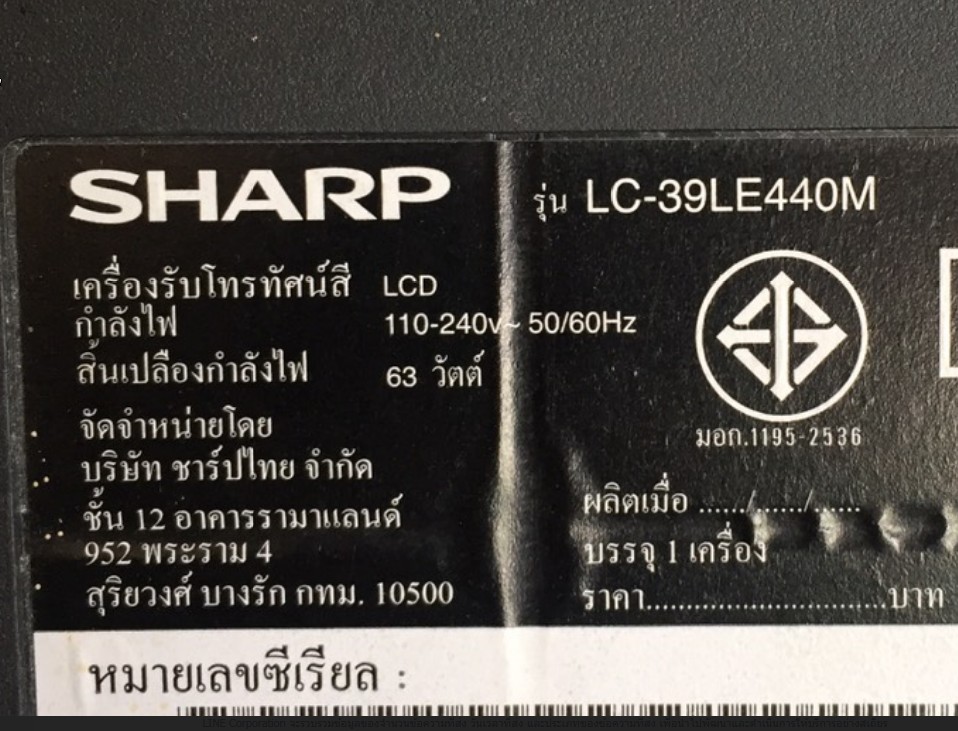 SHARP
รุ่น LC-39LE440M
เครื่องรับโทรทัศน์สี LCD
กำลังไฟ 110-240v~ 50/60Hz
สิ้นเปลืองกำลังไฟ 63 วัตต์
จัดจำหน่ายโดย
บริษัท ชาร์ปไทย จำกัด
ชั้น 12 อาคารรามาแลนด์
952 พระราม 4
สุริยวงศ์ บางรัก กทม. 10500
มอก.1195-2536
ผลิตเมื่อ ....../....../......
บรรจุ 1 เครื่อง
ราคา..............................บาท
หมายเลขซีเรียล :